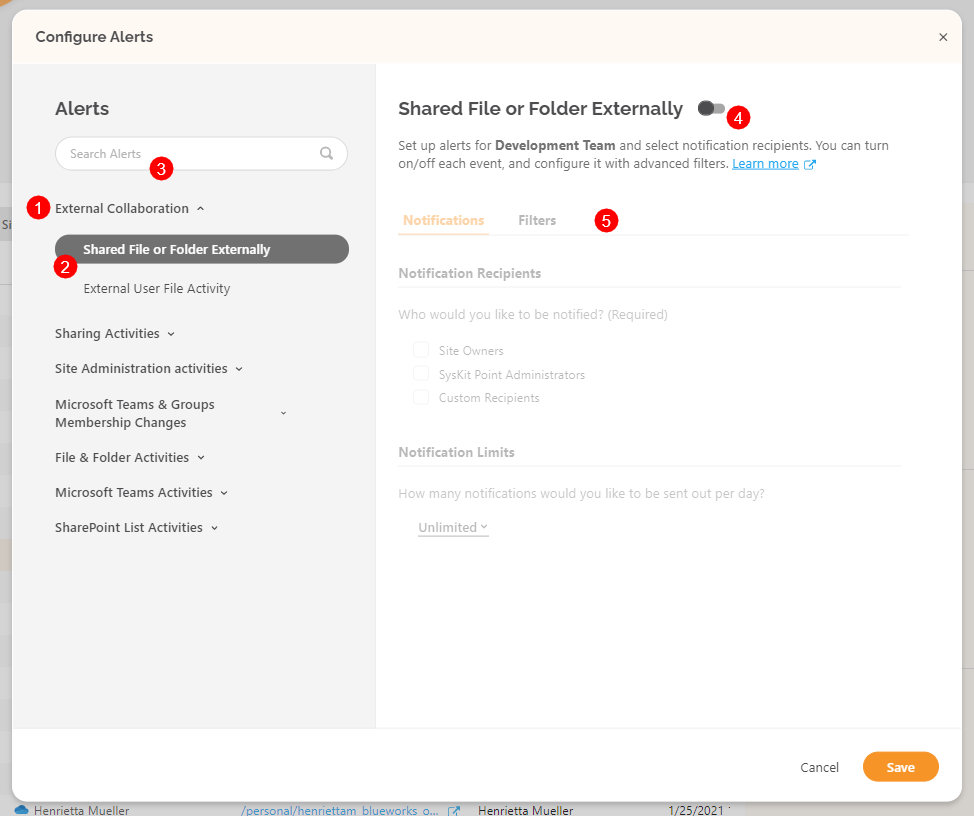 Configure Alerts
Alerts
Search Alerts
3
1
External Collaboration
Shared File or Folder Externally
2
External User File Activity
Sharing Activities
Site Administration activities
Microsoft Teams & Groups
Membership Changes
File & Folder Activities
Microsoft Teams Activities
SharePoint List Activities
Shared File or Folder Externally
4
Set up alerts for Development Team and select notification recipients. You can turn
on/off each event, and configure it with advanced filters. Learn more
Notifications Filters
5
Notification Recipients
Who would you like to be notified? (Required)
Site Owners
SysKit Point Administrators
Custom Recipients
Notification Limits
How many notifications would you like to be sent out per day?
Unlimited
Cancel Save
Si
Henrietta Mueller /personal/henriettam_blueworks_o... Henrietta Mueller 1/25/2021